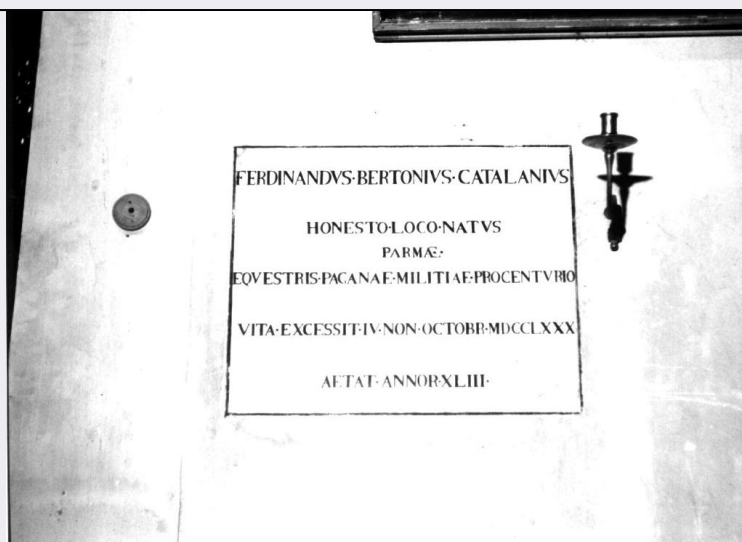 FERDINANDVS·BERTONIVS·CATALANIVS
HONESTO·LOCO·NATVS
PARMÆ·
EQVESTRIS·PAGANAE·MILITIAE·PROCENTVRIO
VITA·EXCESSIT·IV·NON·OCTOBR·MDCCLXXX
AETAT·ANNOR·XLIII·